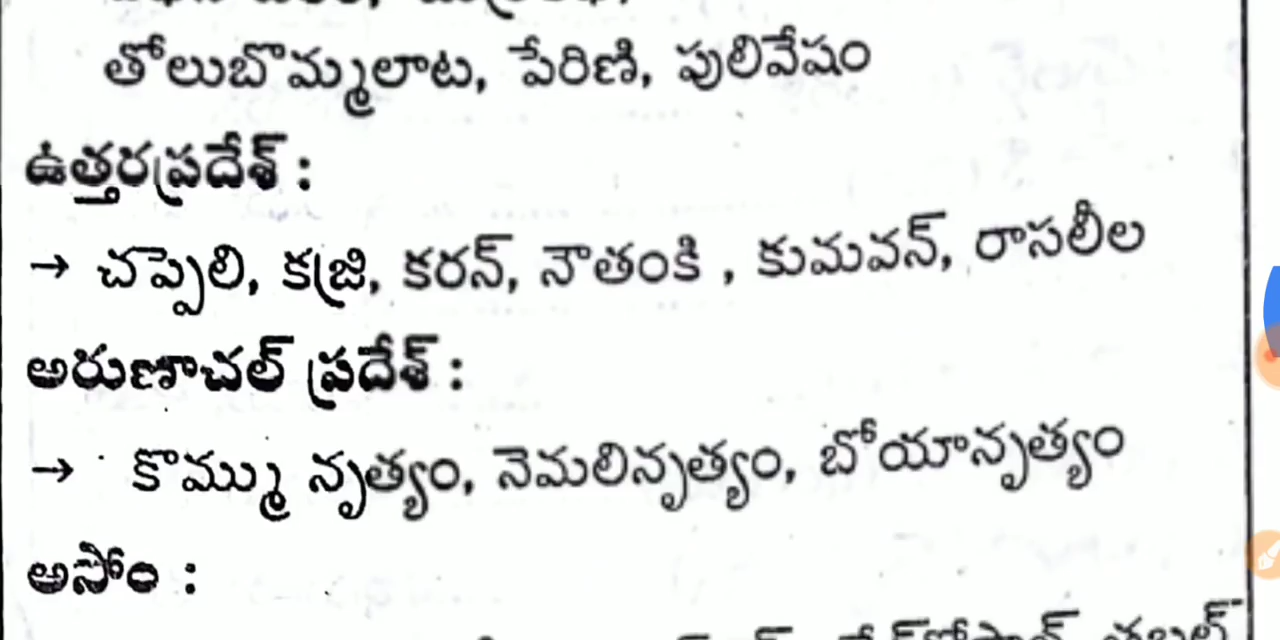 తోలుబొమ్మలాట, పేరిణి, పులివేషం
ఉత్తరప్రదేశ్ :
→ చప్పెలి, కజ్రి, కరన్, నౌతంకి , కుమవన్, రాసలీల
అరుణాచల్ ప్రదేశ్ :
→ కొమ్ము నృత్యం, నెమలినృత్యం, బోయానృత్యం
అసోం :